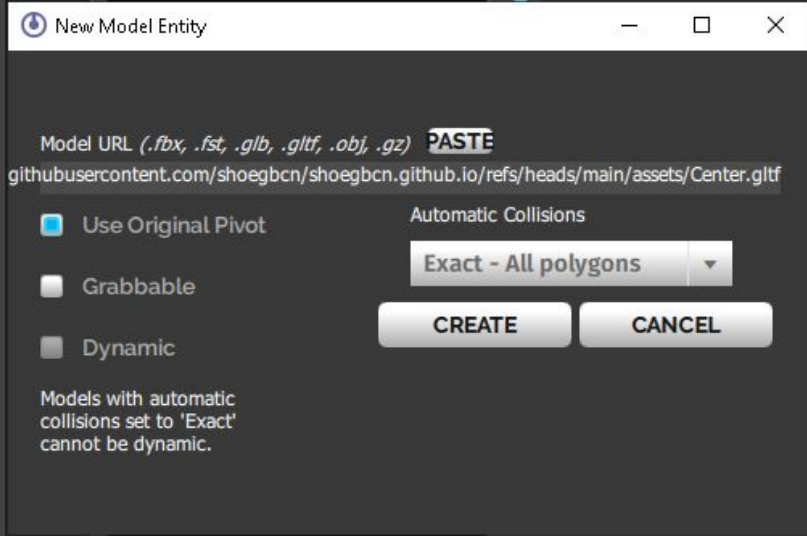 New Model Entity
Model URL (.fbx, .fst, .glb, .gltf, .obj, .gz) PASTE
githubusercontent.com/shoegbcn/shoegbcn.github.io/refs/heads/main/assets/Center.gltf
Use Original Pivot
Automatic Collisions
Exact - All polygons
Grabbable
CREATE CANCEL
Dynamic
Models with automatic
collisions set to 'Exact'
cannot be dynamic.